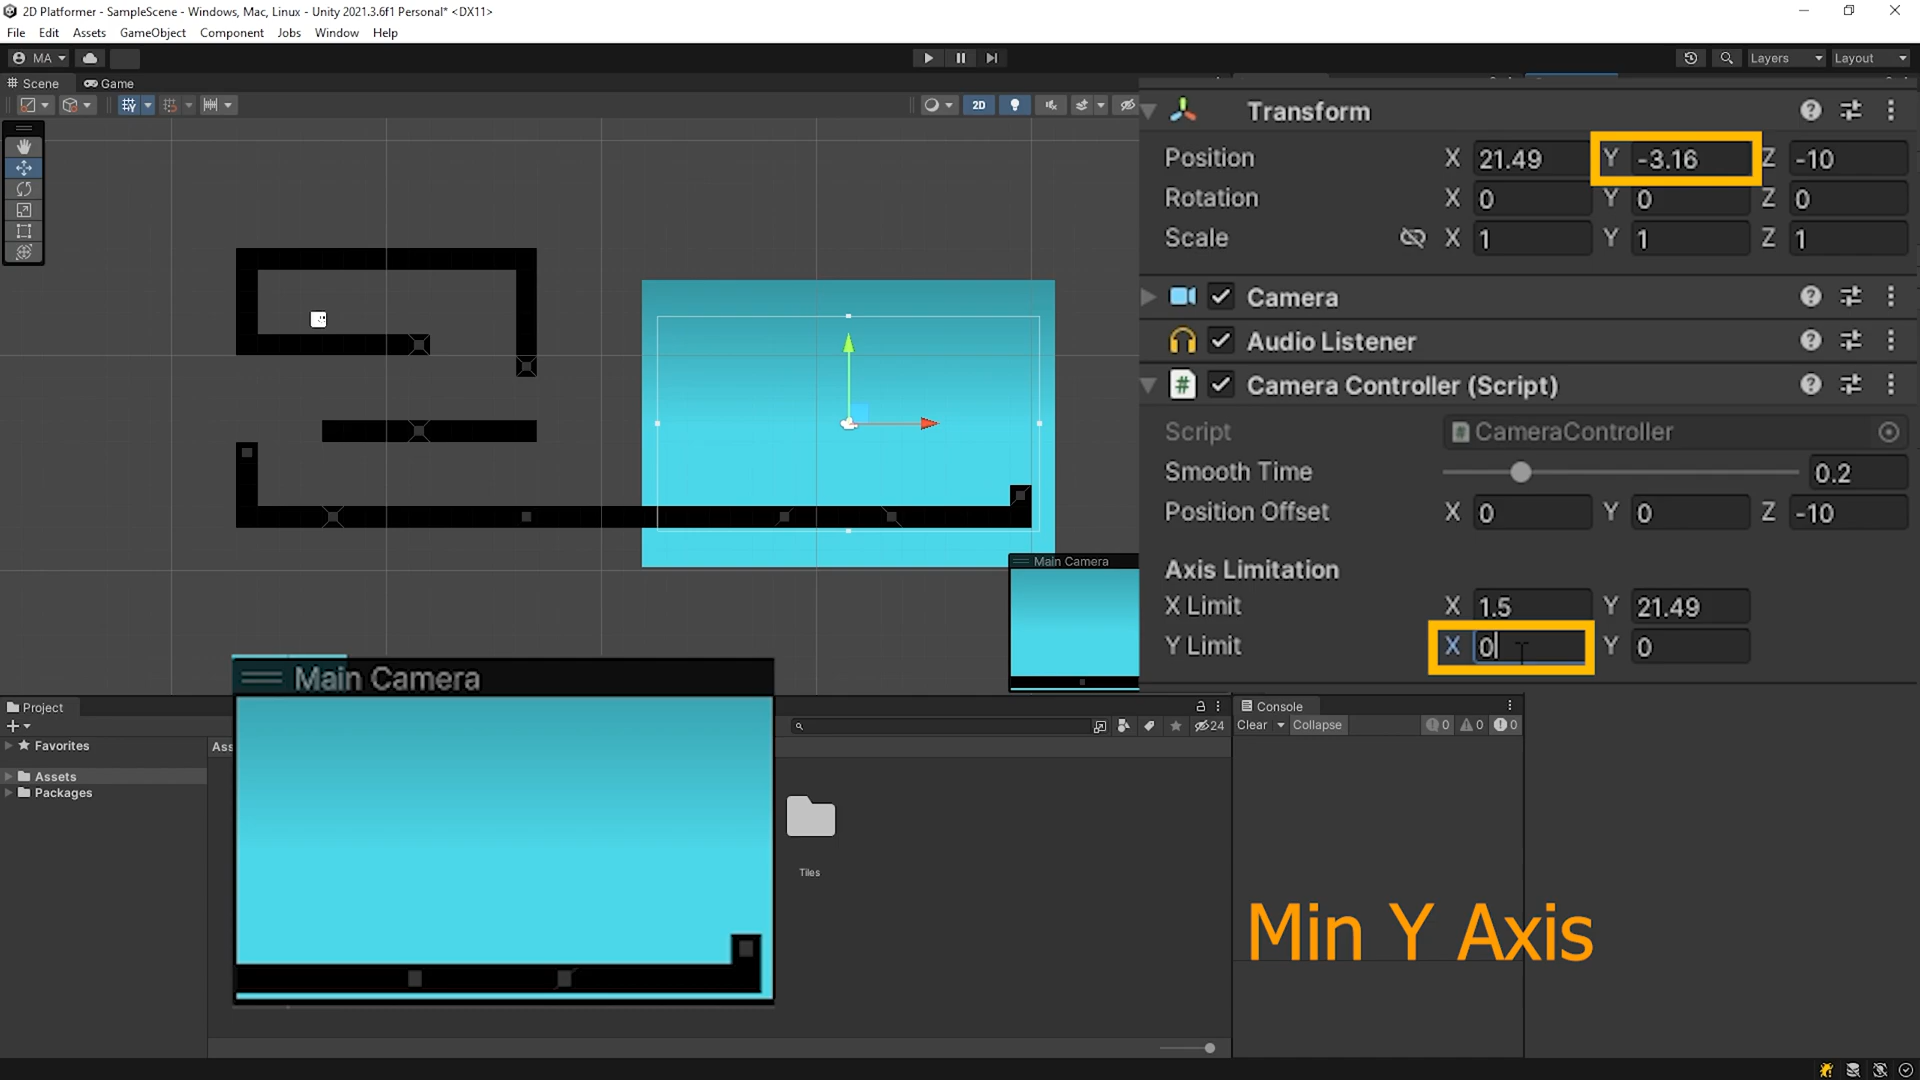 2D Platformer - SampleScene - Windows, Mac, Linux - Unity 2021.3.6f1 Personal* <DX11>
File Edit Assets GameObject Component Jobs Window Help
MA Layers Layout
Scene Game
2D
Transform
Position X 21.49 Y -3.16 Z -10
Rotation X 0 Y 0 Z 0
Scale X 1 Y 1 Z 1
Camera
Audio Listener
# Camera Controller (Script)
Script # CameraController
Smooth Time 0.2
Position Offset X 0 Y 0 Z -10
Main Camera
Axis Limitation
X Limit X 1.5 Y 21.49
Y Limit X 0 Y 0
Main Camera
Project
24
Console
Clear Collapse 0 0 0
Favorites
Ass
Assets
Packages
Tiles
Min Y Axis